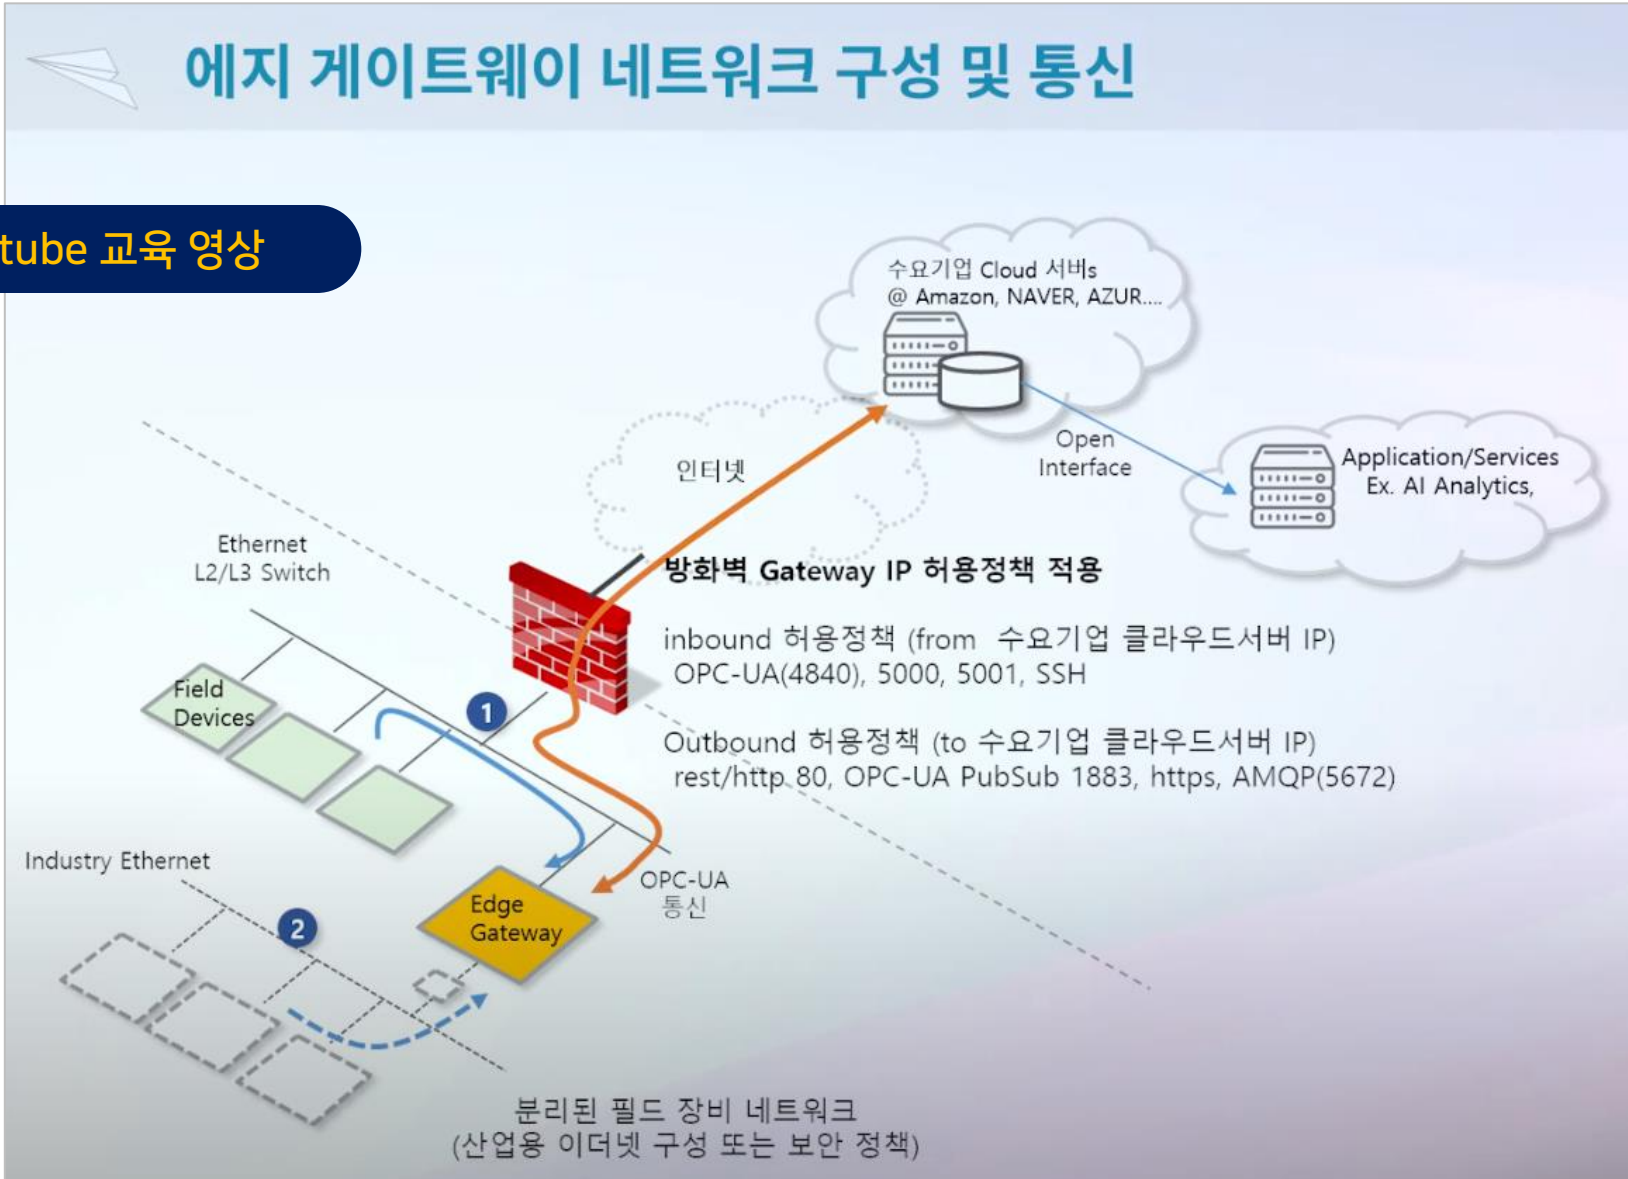 에지 게이트웨이 네트워크 구성 및 통신
tube 교육 영상
수요기업 Cloud 서버s
@ Amazon, NAVER, AZUR....
인터넷
Open
Interface
Application/Services
Ex. AI Analytics,
Ethernet
L2/L3 Switch
방화벽 Gateway IP 허용정책 적용
inbound 허용정책 (from 수요기업 클라우드서버 IP)
OPC-UA(4840), 5000, 5001, SSH
Outbound 허용정책 (to 수요기업 클라우드서버 IP)
rest/http 80, OPC-UA PubSub 1883, https, AMQP(5672)
Field
Devices
1
Industry Ethernet
2
Edge
Gateway
OPC-UA
통신
분리된 필드 장비 네트워크
(산업용 이더넷 구성 또는 보안 정책)